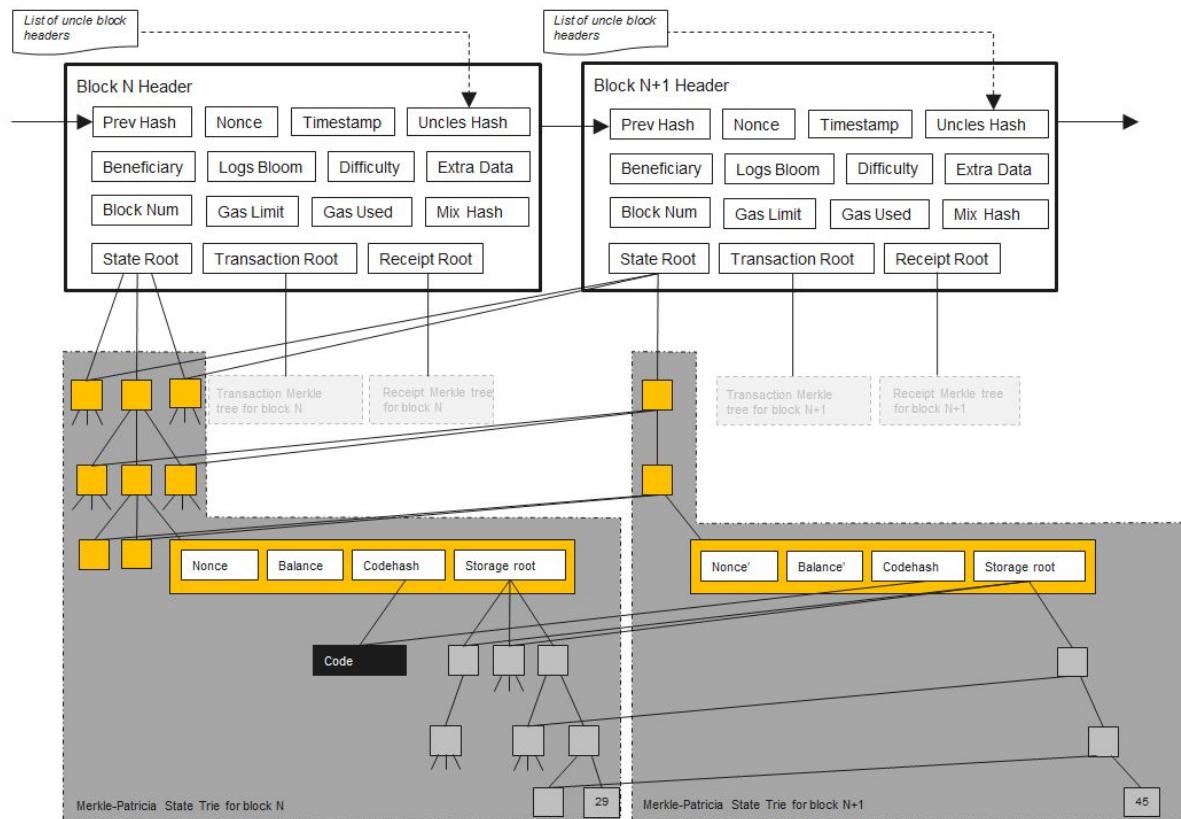 List of uncle block
headers
List of uncle block
headers
Block N Header
Prev Hash
Nonce
Timestamp
Uncles Hash
Beneficiary
Logs Bloom
Difficulty
Extra Data
Block Num
Gas Limit
Gas Used
Mix Hash
State Root
Transaction Root
Receipt Root
Block N+1 Header
Prev Hash
Nonce
Timestamp
Uncles Hash
Beneficiary
Logs Bloom
Difficulty
Extra Data
Block Num
Gas Limit
Gas Used
Mix Hash
State Root
Transaction Root
Receipt Root
Transaction Merkle
tree for block N
Receipt Merkle tree
for block N
Transaction Merkle
tree for block N+1
Receipt Merkle tree
for block N+1
Nonce
Balance
Codehash
Storage root
Nonce'
Balance'
Codehash
Storage root
Code
29
45
Merkle-Patricia State Trie for block N
Merkle-Patricia State Trie for block N+1